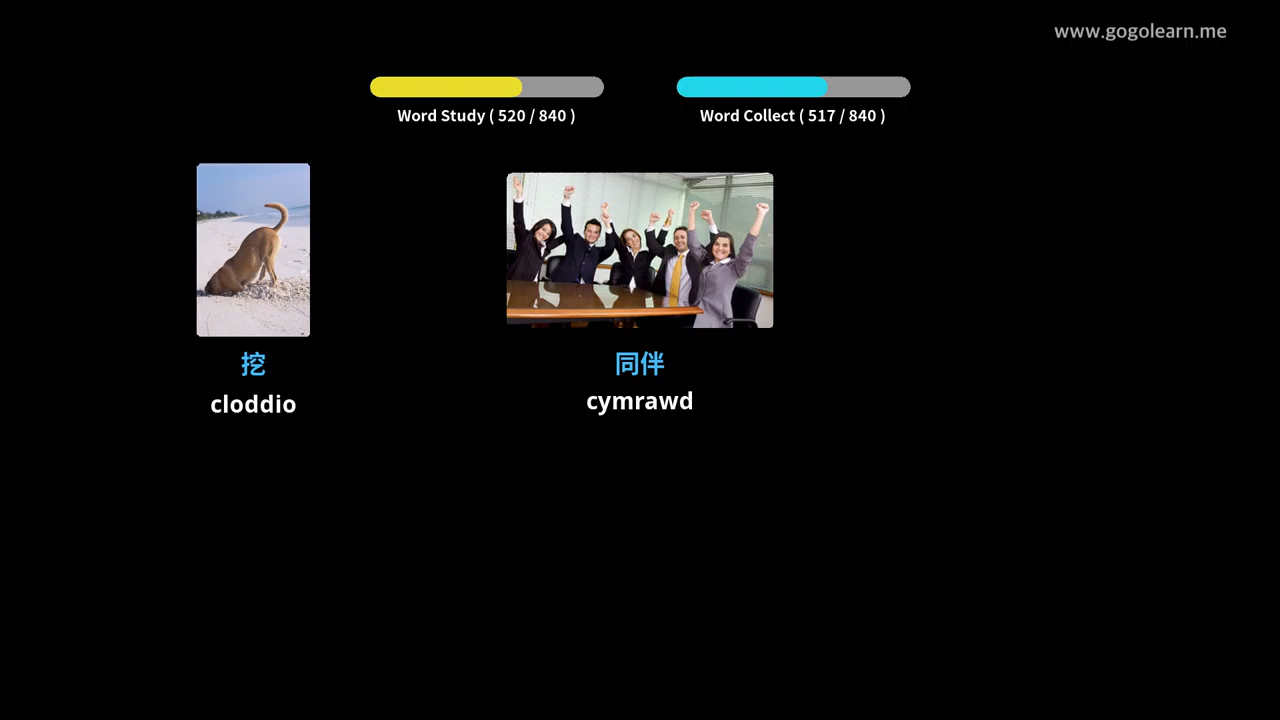 www.gogolearn.me
Word Study ( 520 / 840 )
Word Collect ( 517 / 840 )
挖
cloddio
同伴
cymrawd